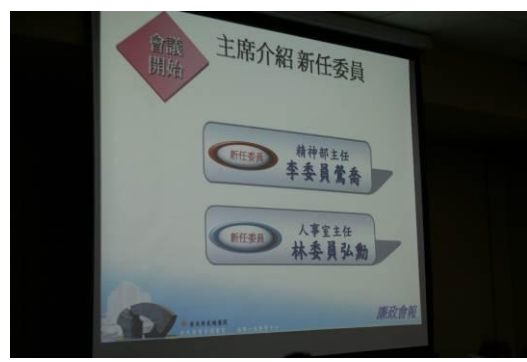 會議
開始
主席介紹新任委員
新任委員
精神部主任
李委員鶯喬
新任委員
人事室主任
林委員弘勳
廉政會報